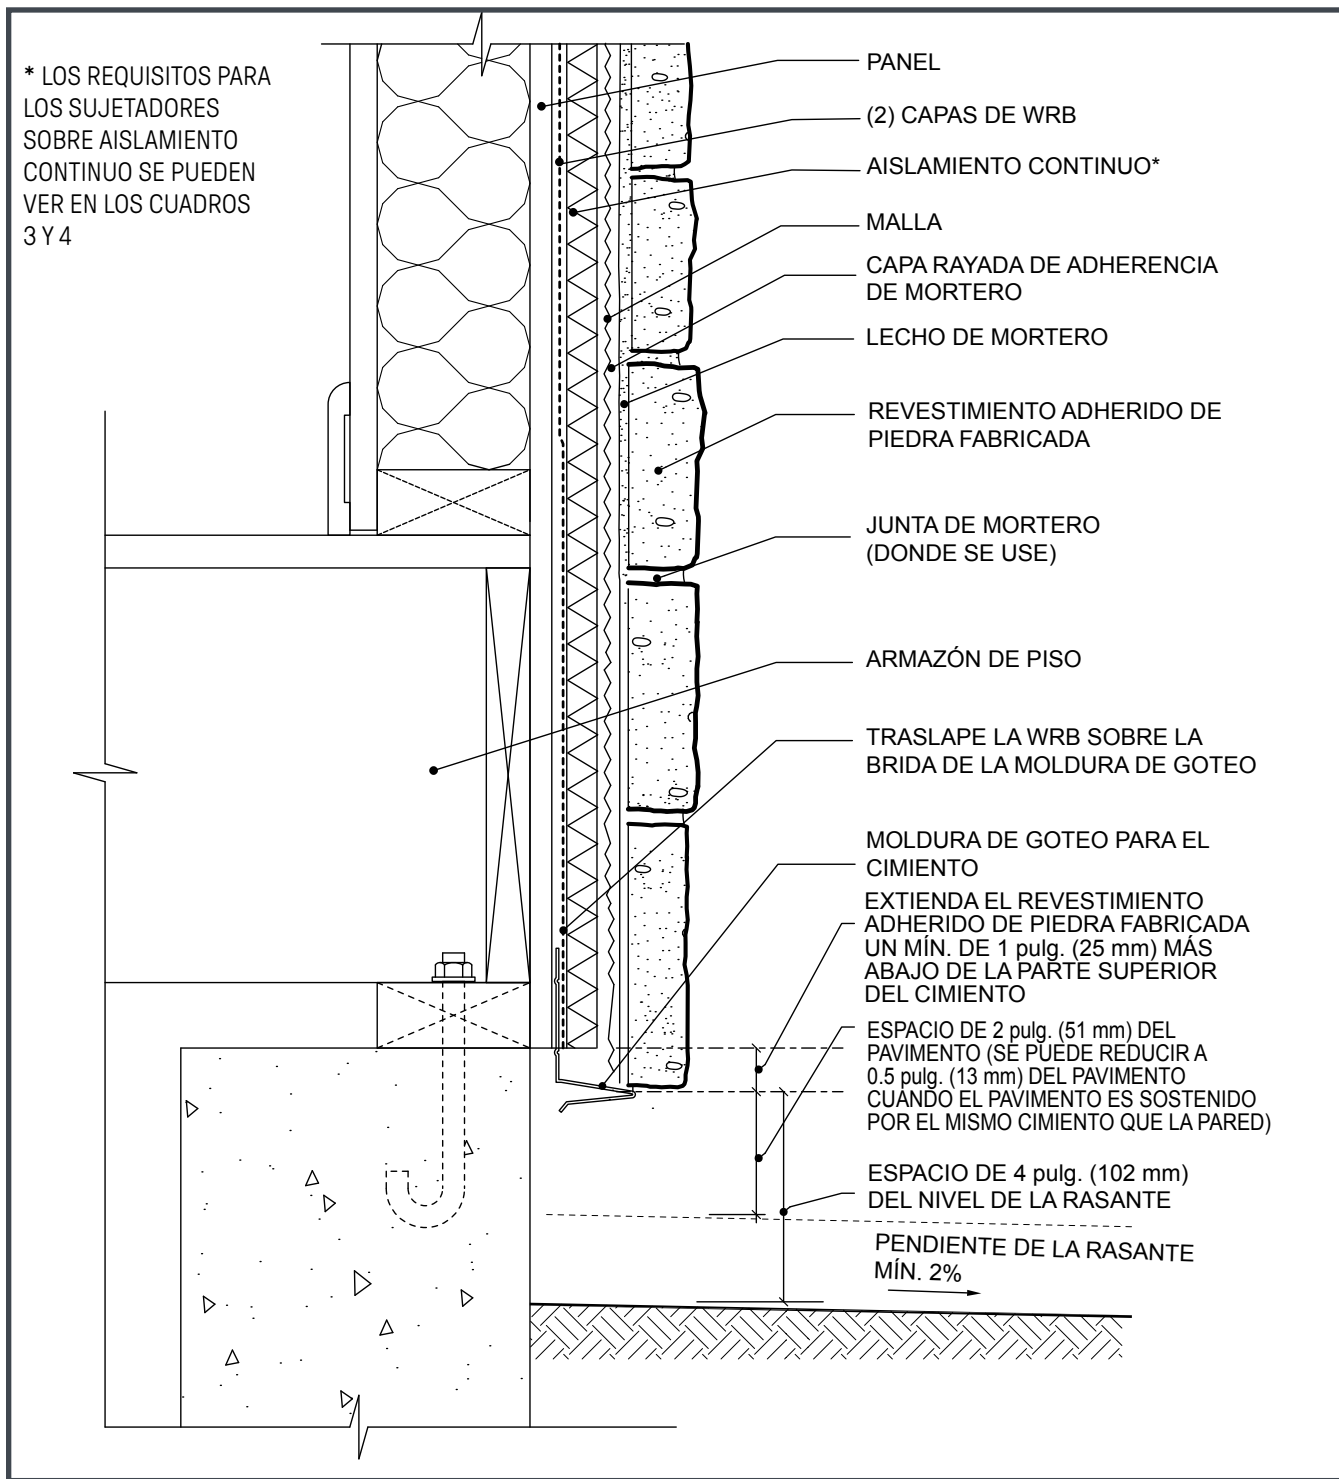 * LOS REQUISITOS PARA
LOS SUJETADORES
SOBRE AISLAMIENTO
CONTINUO SE PUEDEN
VER EN LOS CUADROS
3 Y 4
PANEL
(2) CAPAS DE WRB
AISLAMIENTO CONTINUO*
MALLA
CAPA RAYADA DE ADHERENCIA
DE MORTERO
LECHO DE MORTERO
REVESTIMIENTO ADHERIDO DE
PIEDRA FABRICADA
JUNTA DE MORTERO
(DONDE SE USE)
ARMAZÓN DE PISO
TRASLAPE LA WRB SOBRE LA
BRIDA DE LA MOLDURA DE GOTEO
MOLDURA DE GOTEO PARA EL
CIMIENTO
EXTIENDA EL REVESTIMIENTO
ADHERIDO DE PIEDRA FABRICADA
UN MÍN. DE 1 pulg. (25 mm) MÁS
ABAJO DE LA PARTE SUPERIOR
DEL CIMIENTO
ESPACIO DE 2 pulg. (51 mm) DEL
PAVIMENTO (SE PUEDE REDUCIR A
0.5 pulg. (13 mm) DEL PAVIMENTO
CUANDO EL PAVIMENTO ES SOSTENIDO
POR EL MISMO CIMIENTO QUE LA PARED)
ESPACIO DE 4 pulg. (102 mm)
DEL NIVEL DE LA RASANTE
PENDIENTE DE LA RASANTE
MÍN. 2%